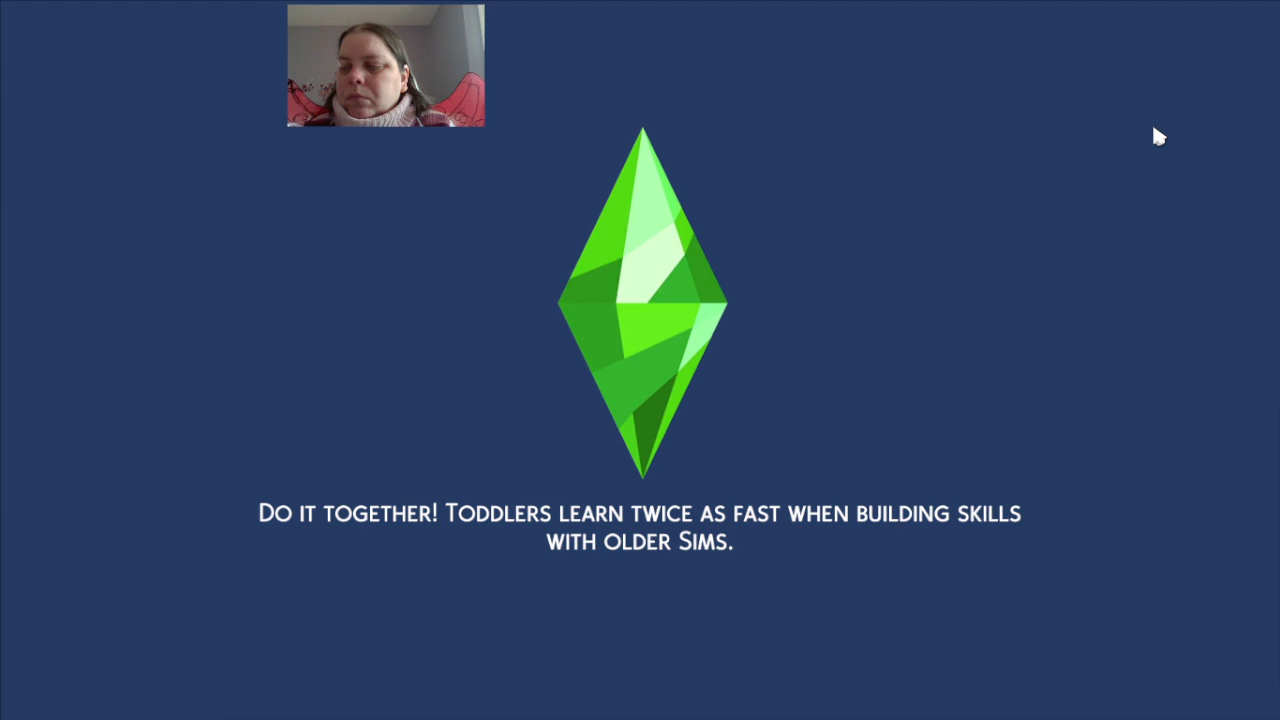 Do it together! Toddlers learn twice as fast when building skills
with older Sims.